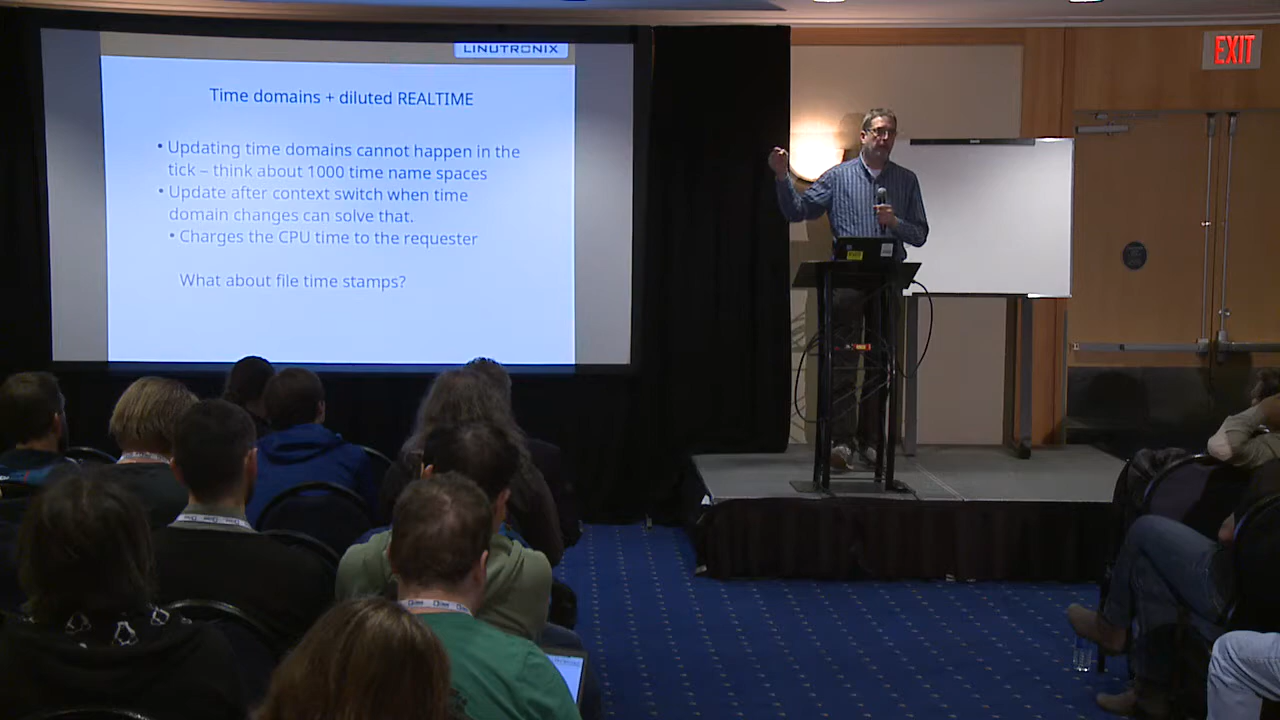 LINUTRONIX
Time domains + diluted REALTIME
• Updating time domains cannot happen in the
tick – think about 1000 time name spaces
• Update after context switch when time
domain changes can solve that.
• Charges the CPU time to the requester
What about file time stamps?
EXIT